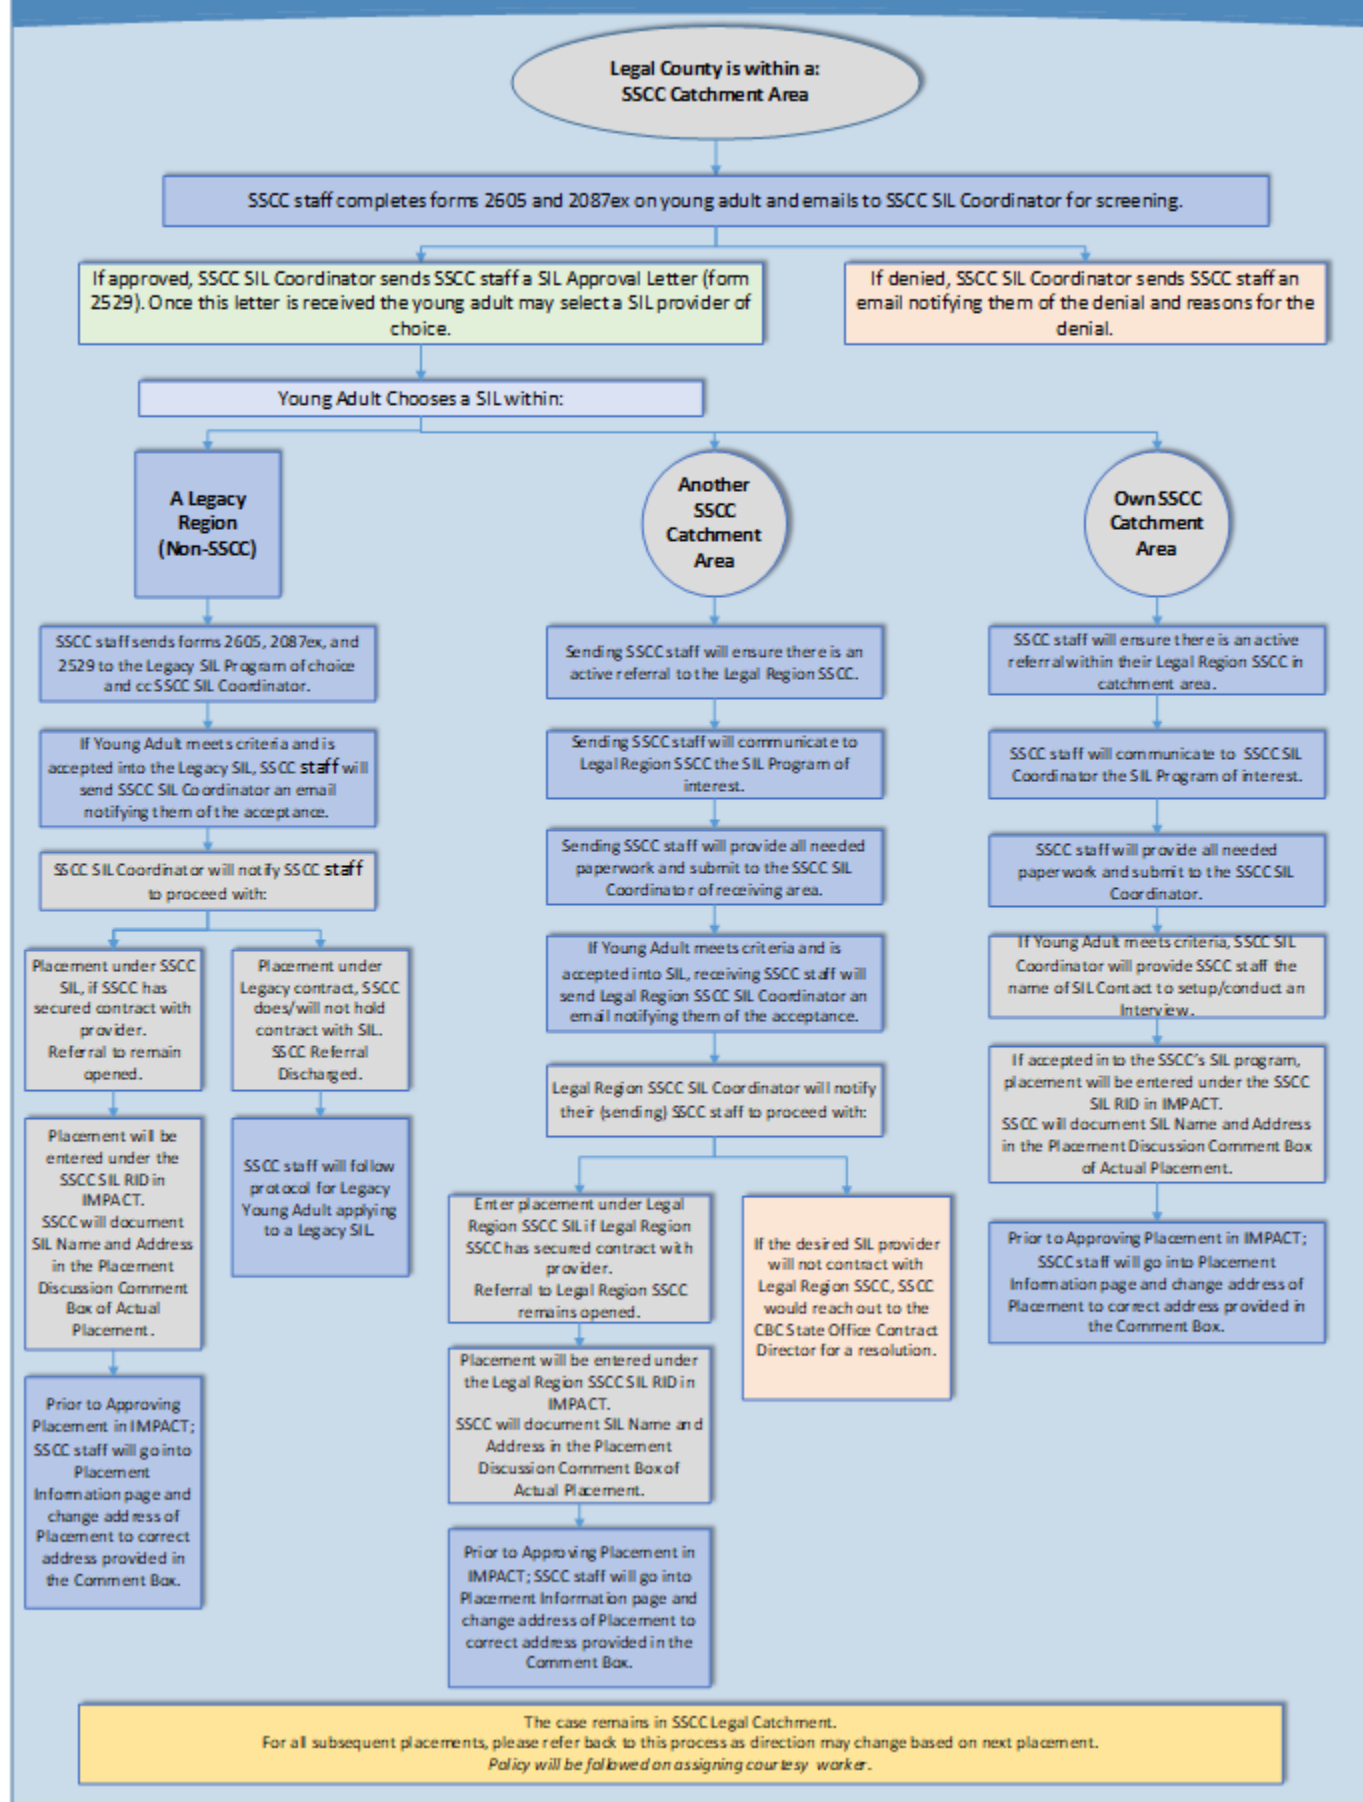 Legal County is within a:
SSCC Catchment Area
SSCC staff completes forms 2605 and 2087ex on young adult and emails to SSCC SIL Coordinator for screening.
If approved, SSCC SIL Coordinator sends SSCC staff a SIL Approval Letter (form
2529). Once this letter is received the young adult may select a SIL provider of
choice.
If denied, SSCC SIL Coordinator sends SSCC staff an
email notifying them of the denial and reasons for the
denial.
Young Adult Chooses a SIL within:
A Legacy
Region
(Non-SSCC)
SSCC staff sends forms 2605, 2087ex, and
2529 to the Legacy SIL Program of choice
and cc SSCC SIL Coordinator.
If Young Adult meets criteria and is
accepted into the Legacy SIL, SSCC staff will
send SSCC SIL Coordinator an email
notifying them of the acceptance.
SSCC SIL Coordinator will notify SSCC staff
to proceed with:
Placement under SSCC
SIL, if SSCC has
secured contract with
provider.
Referral to remain
opened.
Placement will be
entered under the
SSCC SIL RID in
IMPACT.
SSCC will document
SIL Name and Address
in the Placement
Discussion Comment
Box of Actual
Placement.
Prior to Approving
Placement in IMPACT;
SSCC staff will go into
Placement
Information page and
change address of
Placement to correct
address provided in
the Comment Box.
Placement under
Legacy contract, SSCC
does/will not hold
contract with SIL.
SSCC Referral
Discharged.
SSCC staff will follow
protocol for Legacy
Young Adult applying
to a Legacy SIL.
Another
SSCC
Catchment
Area
Sending SSCC staff will ensure there is an
active referral to the Legal Region SSCC.
Sending SSCC staff will communicate to
Legal Region SSCC the SIL Program of
interest.
Sending SSCC staff will provide all needed
paperwork and submit to the SSCC SIL
Coordinator of receiving area.
If Young Adult meets criteria and is
accepted into SIL, receiving SSCC staff will
send Legal Region SSCC SIL Coordinator an
email notifying them of the acceptance.
Legal Region SSCC SIL Coordinator will notify
their (sending) SSCC staff to proceed with:
Enter placement under Legal
Region SSCC SIL if Legal Region
SSCC has secured contract with
provider.
Referral to Legal Region SSCC
remains opened.
Placement will be entered under
the Legal Region SSCC SIL RID in
IMPACT.
SSCC will document SIL Name and
Address in the Placement
Discussion Comment Box of
Actual Placement.
Prior to Approving Placement in
IMPACT; SSCC staff will go into
Placement Information page and
change address of Placement to
correct address provided in the
Comment Box.
If the desired SIL provider
will not contract with
Legal Region SSCC, SSCC
would reach out to the
CBC State Office Contract
Director for a resolution.
Own SSCC
Catchment
Area
SSCC staff will ensure there is an active
referral within their Legal Region SSCC in
catchment area.
SSCC staff will communicate to SSCC SIL
Coordinator the SIL Program of interest.
SSCC staff will provide all needed
paperwork and submit to the SSCC SIL
Coordinator.
If Young Adult meets criteria, SSCC SIL
Coordinator will provide SSCC staff the
name of SIL Contact to setup/conduct an
Interview.
If accepted in to the SSCC's SIL program,
placement will be entered under the SSCC
SIL RID in IMPACT.
SSCC will document SIL Name and Address
in the Placement Discussion Comment Box
of Actual Placement.
Prior to Approving Placement in IMPACT;
SSCC staff will go into Placement
Information page and change address of
Placement to correct address provided in
the Comment Box.
The case remains in SSCC Legal Catchment.
For all subsequent placements, please refer back to this process as direction may change based on next placement.
Policy will be followed on assigning courtesy worker.